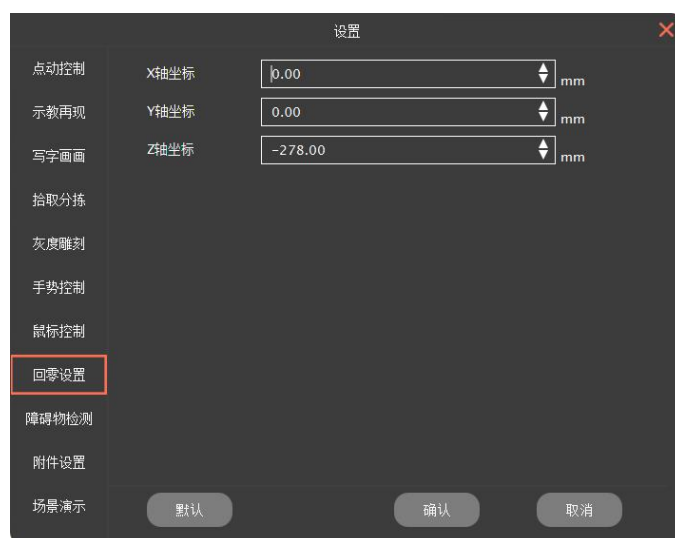 设置
点动控制
示教再现
写字画画
拾取分拣
灰度雕刻
手势控制
鼠标控制
回零设置
障碍物检测
附件设置
场景演示
X轴坐标 0.00 mm
Y轴坐标 0.00 mm
Z轴坐标 -278.00 mm
默认 确认 取消